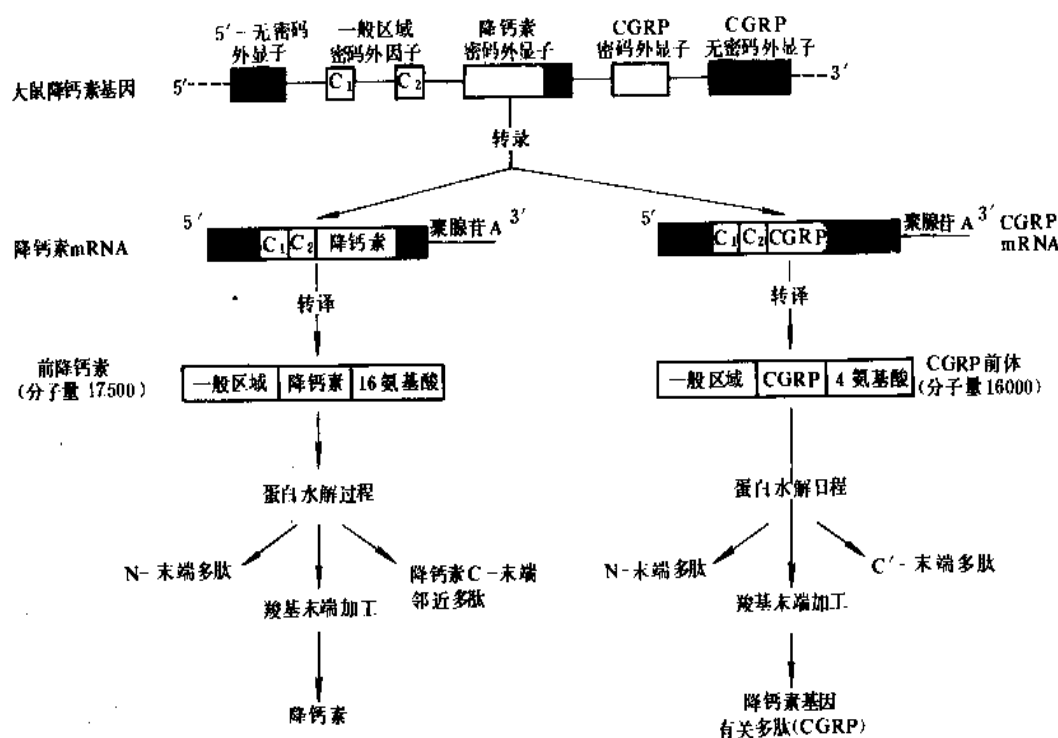 5′-无密码
外显子
一般区域
密码外因子
降钙素
密码外显子
CGRP
密码外显子
CGRP
无密码外显子
大鼠降钙素基因
5′
C₁
C₂
3′
转录
降钙素mRNA
5′
C₁ C₂ 降钙素
聚腺苷A
3′
5′
C₁ C₂ CGRP
聚腺苷A
3′
CGRP
mRNA
转译
转译
前降钙素
(分子量 17500)
一般区域 降钙素 16氨基酸
一般区域 CGRP 4氨基酸
CGRP前体
(分子量16000)
蛋白水解过程
蛋白水解日程
N-末端多肽
羧基末端加工
降钙素C-末端
邻近多肽
N-末端多肽
羧基末端加工
C′-末端多肽
降钙素
降钙素基因
有关多肽(CGRP)